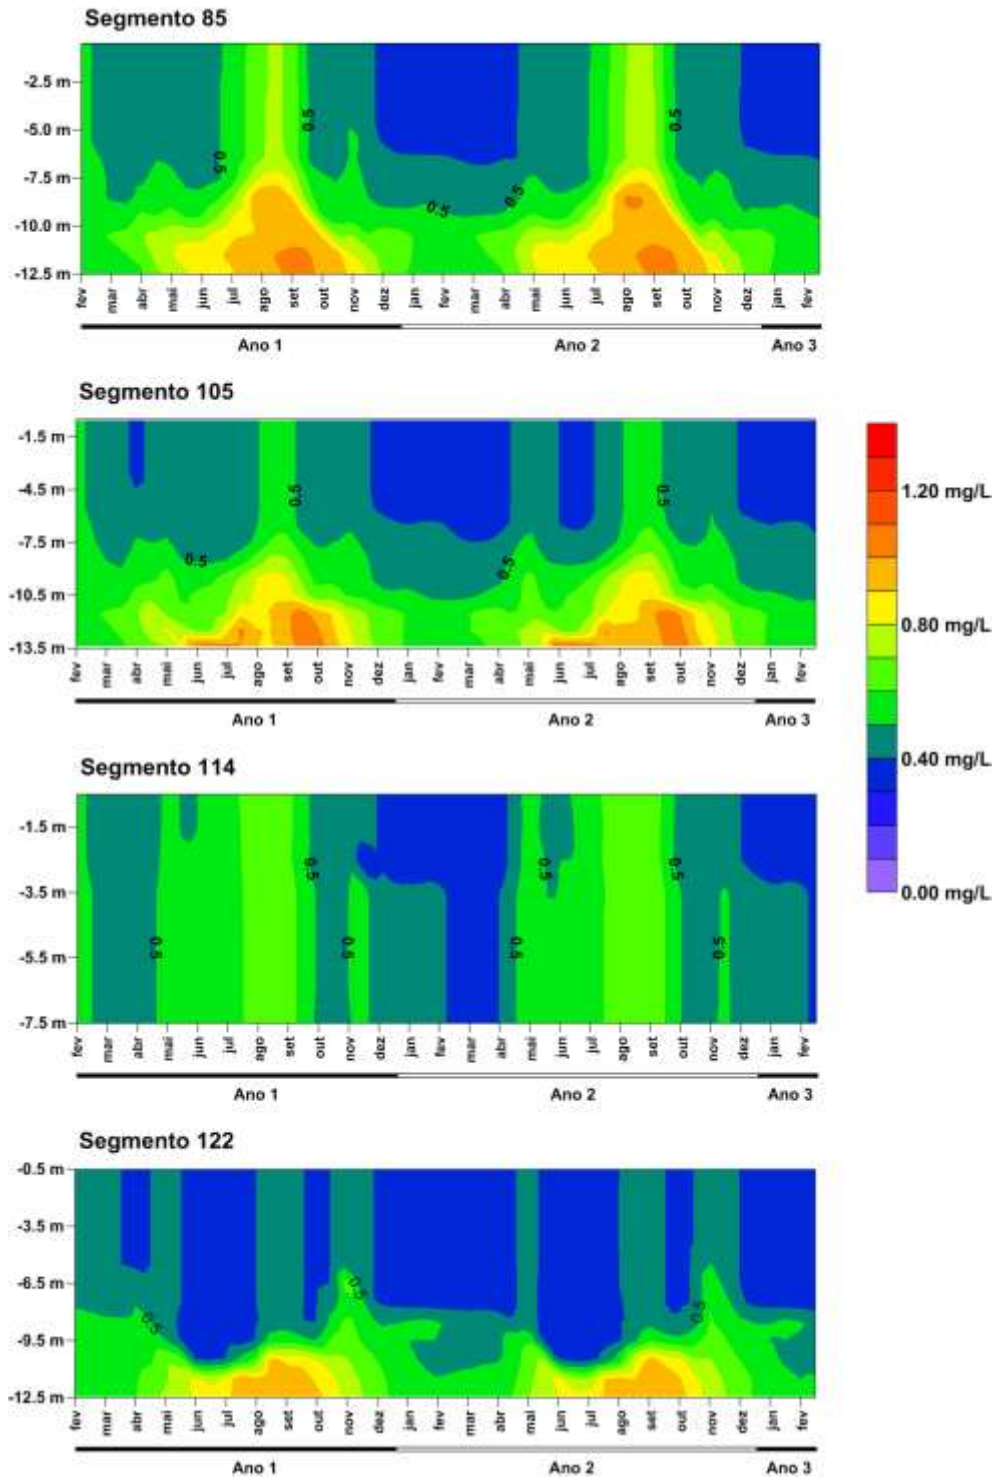 Segmento 85
-2.5 m
-5.0 m
-7.5 m
-10.0 m
-12.5 m
0.5 0.5 0.5 0.5 0.5
fev mar abr mai jun jul ago set out nov dez jan fev mar abr mai jun jul ago set out nov dez jan fev
Ano 1 Ano 2 Ano 3
Segmento 105
-1.5 m
-4.5 m
-7.5 m
-10.5 m
-13.5 m
0.5 0.5 0.5 0.5
fev mar abr mai jun jul ago set out nov dez jan fev mar abr mai jun jul ago set out nov dez jan fev
Ano 1 Ano 2 Ano 3
1.20 mg/L
0.80 mg/L
0.40 mg/L
0.00 mg/L
Segmento 114
-1.5 m
-3.5 m
-5.5 m
-7.5 m
0.5 0.5 0.5 0.5 0.5 0.5 0.5
fev mar abr mai jun jul ago set out nov dez jan fev mar abr mai jun jul ago set out nov dez jan fev
Ano 1 Ano 2 Ano 3
Segmento 122
-0.5 m
-3.5 m
-6.5 m
-9.5 m
-12.5 m
0.5 0.5 0.5
fev mar abr mai jun jul ago set out nov dez jan fev mar abr mai jun jul ago set out nov dez jan fev
Ano 1 Ano 2 Ano 3